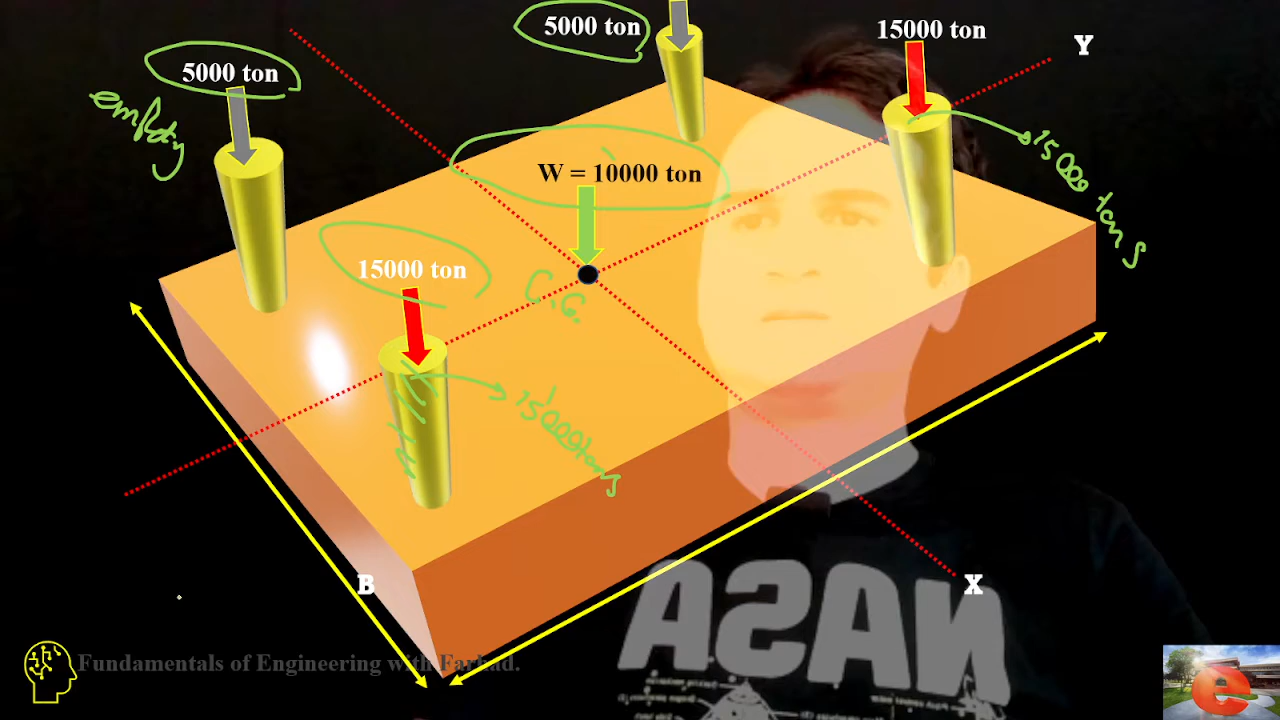 5000 ton
15000 ton
Y
5000 ton
empty
W = 10000 ton
15000 tons
15000 ton
C.G.
15000 tons
B
X
NASA
Fundamentals of Engineering with Farhad.
e